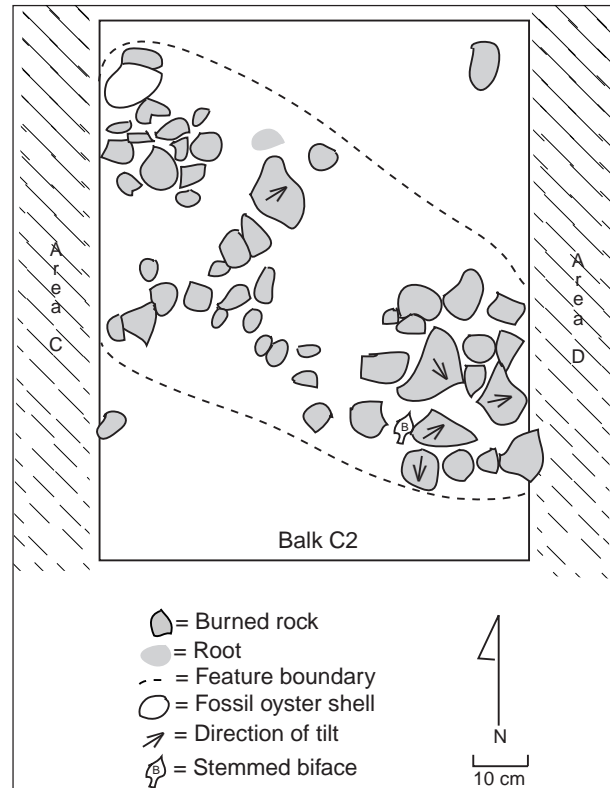 Area C
Area D
B
Balk C2
= Burned rock
= Root
= Feature boundary
= Fossil oyster shell
= Direction of tilt
B = Stemmed biface
N
10 cm